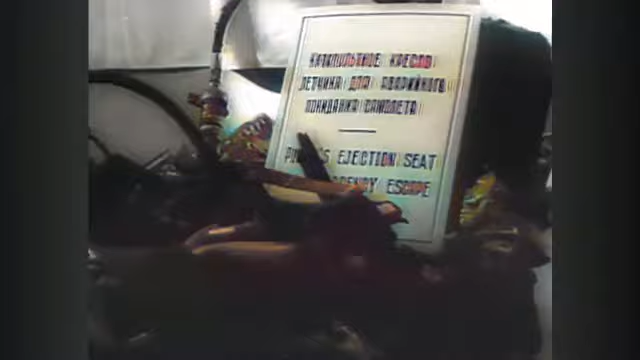 КАТАПУЛЬТНОЕ КРЕСЛО
ЛЕТЧИКА ДЛЯ АВАРИЙНОГО
ПОКИДАНИЯ САМОЛЕТА
EJECTION SEAT
ESCAPE